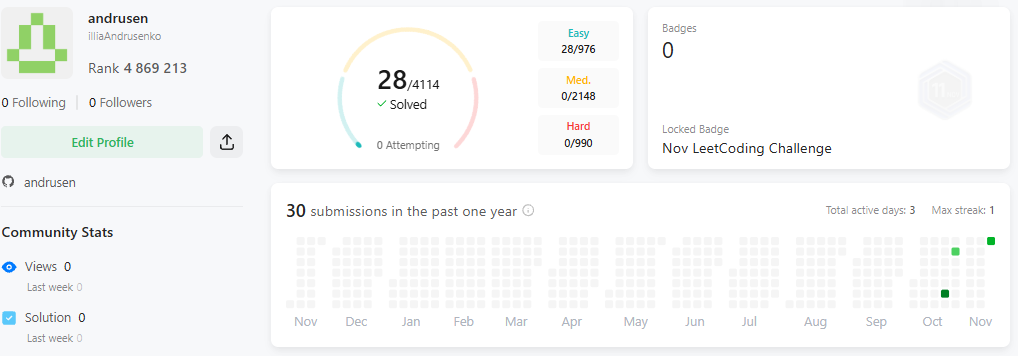 andrusen
iiliaAndrusenko
Rank 4 869 213
0 Following
0 Followers
Edit Profile
andrusen
Community Stats
Views 0
Last week 0
Solution 0
Last week 0
28/4114
Solved
0 Attempting
Easy
28/976
Med.
0/2148
Hard
0/990
Badges
0
Locked Badge
Nov LeetCoding Challenge
30 submissions in the past one year
Total active days: 3
Max streak: 1
Nov Dec Jan Feb Mar Apr May Jun Jul Aug Sep Oct Nov